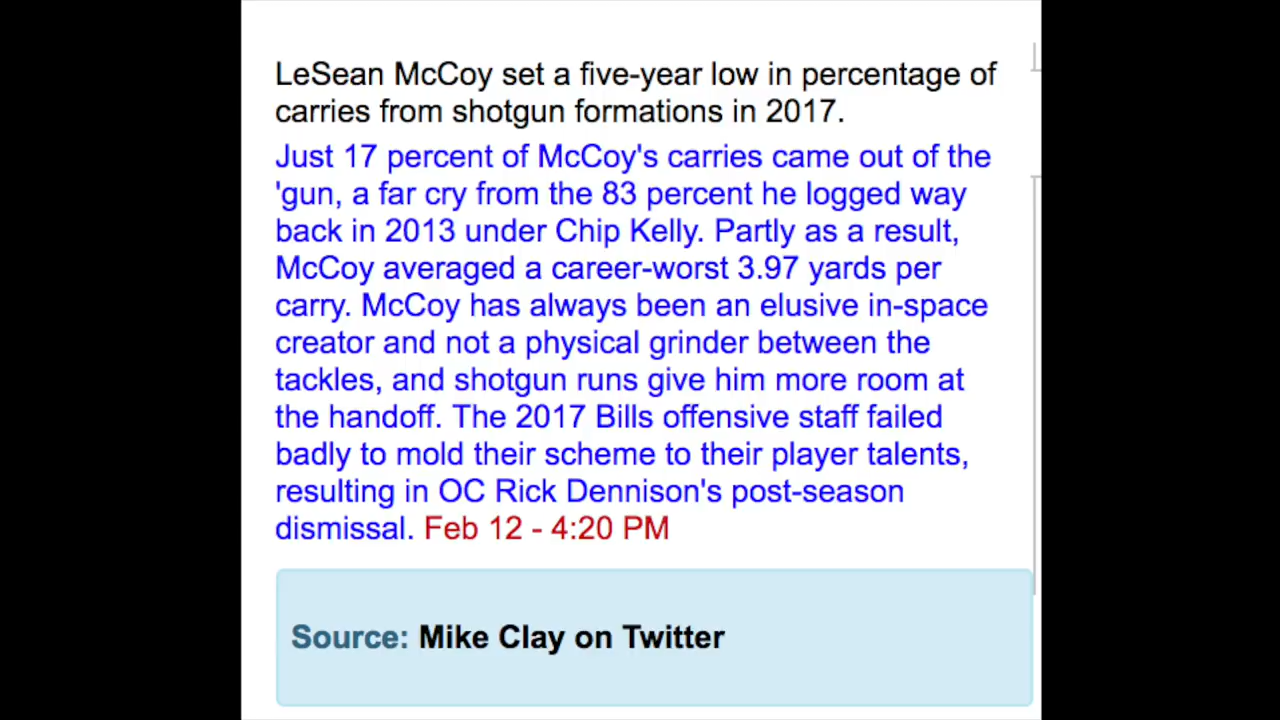 LeSean McCoy set a five-year low in percentage of
carries from shotgun formations in 2017.
Just 17 percent of McCoy's carries came out of the
'gun, a far cry from the 83 percent he logged way
back in 2013 under Chip Kelly. Partly as a result,
McCoy averaged a career-worst 3.97 yards per
carry. McCoy has always been an elusive in-space
creator and not a physical grinder between the
tackles, and shotgun runs give him more room at
the handoff. The 2017 Bills offensive staff failed
badly to mold their scheme to their player talents,
resulting in OC Rick Dennison's post-season
dismissal. Feb 12 - 4:20 PM
Source: Mike Clay on Twitter